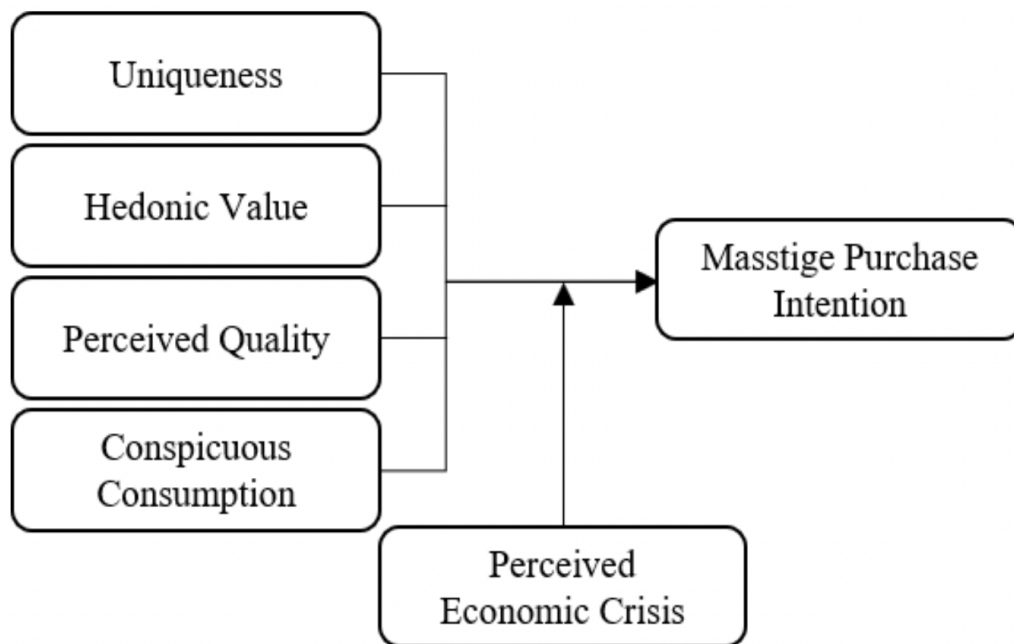 Uniqueness
Hedonic Value
Perceived Quality
Conspicuous
Consumption
Masstige Purchase
Intention
Perceived
Economic Crisis